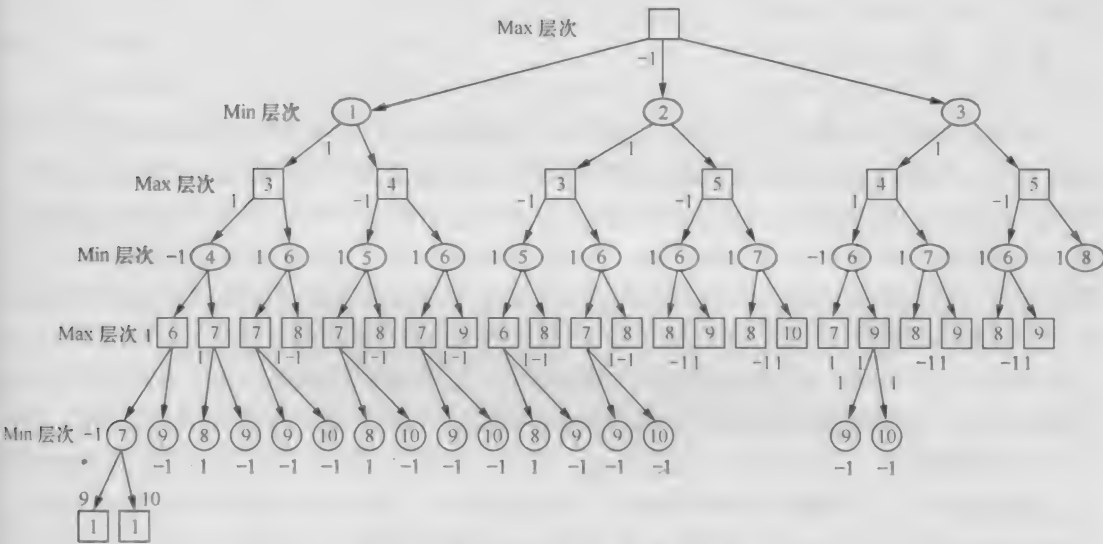 Max 层次
-1
Min 层次 1 2 3
1 1 1
Max 层次 3 4 3 5 4 5
1 -1 -1 -1 1 -1
Min 层次 -1 4 1 6 1 5 1 6 1 5 1 6 1 6 1 7 -1 6 1 7 1 6 1 8
Max 层次 1 6 7 7 8 7 8 7 9 6 8 7 8 8 9 8 10 7 9 8 9 8 9
1 1 -1 1 -1 1 -1 1 -1 1 -1 -1 1 -1 1 1 1 -1 1 -1 1
1 1
Min 层次 -1 7 9 8 9 9 10 8 10 9 10 8 9 9 10 9 10
-1 1 -1 -1 -1 1 -1 -1 -1 1 -1 -1 -1 -1 -1
9 10
1 1